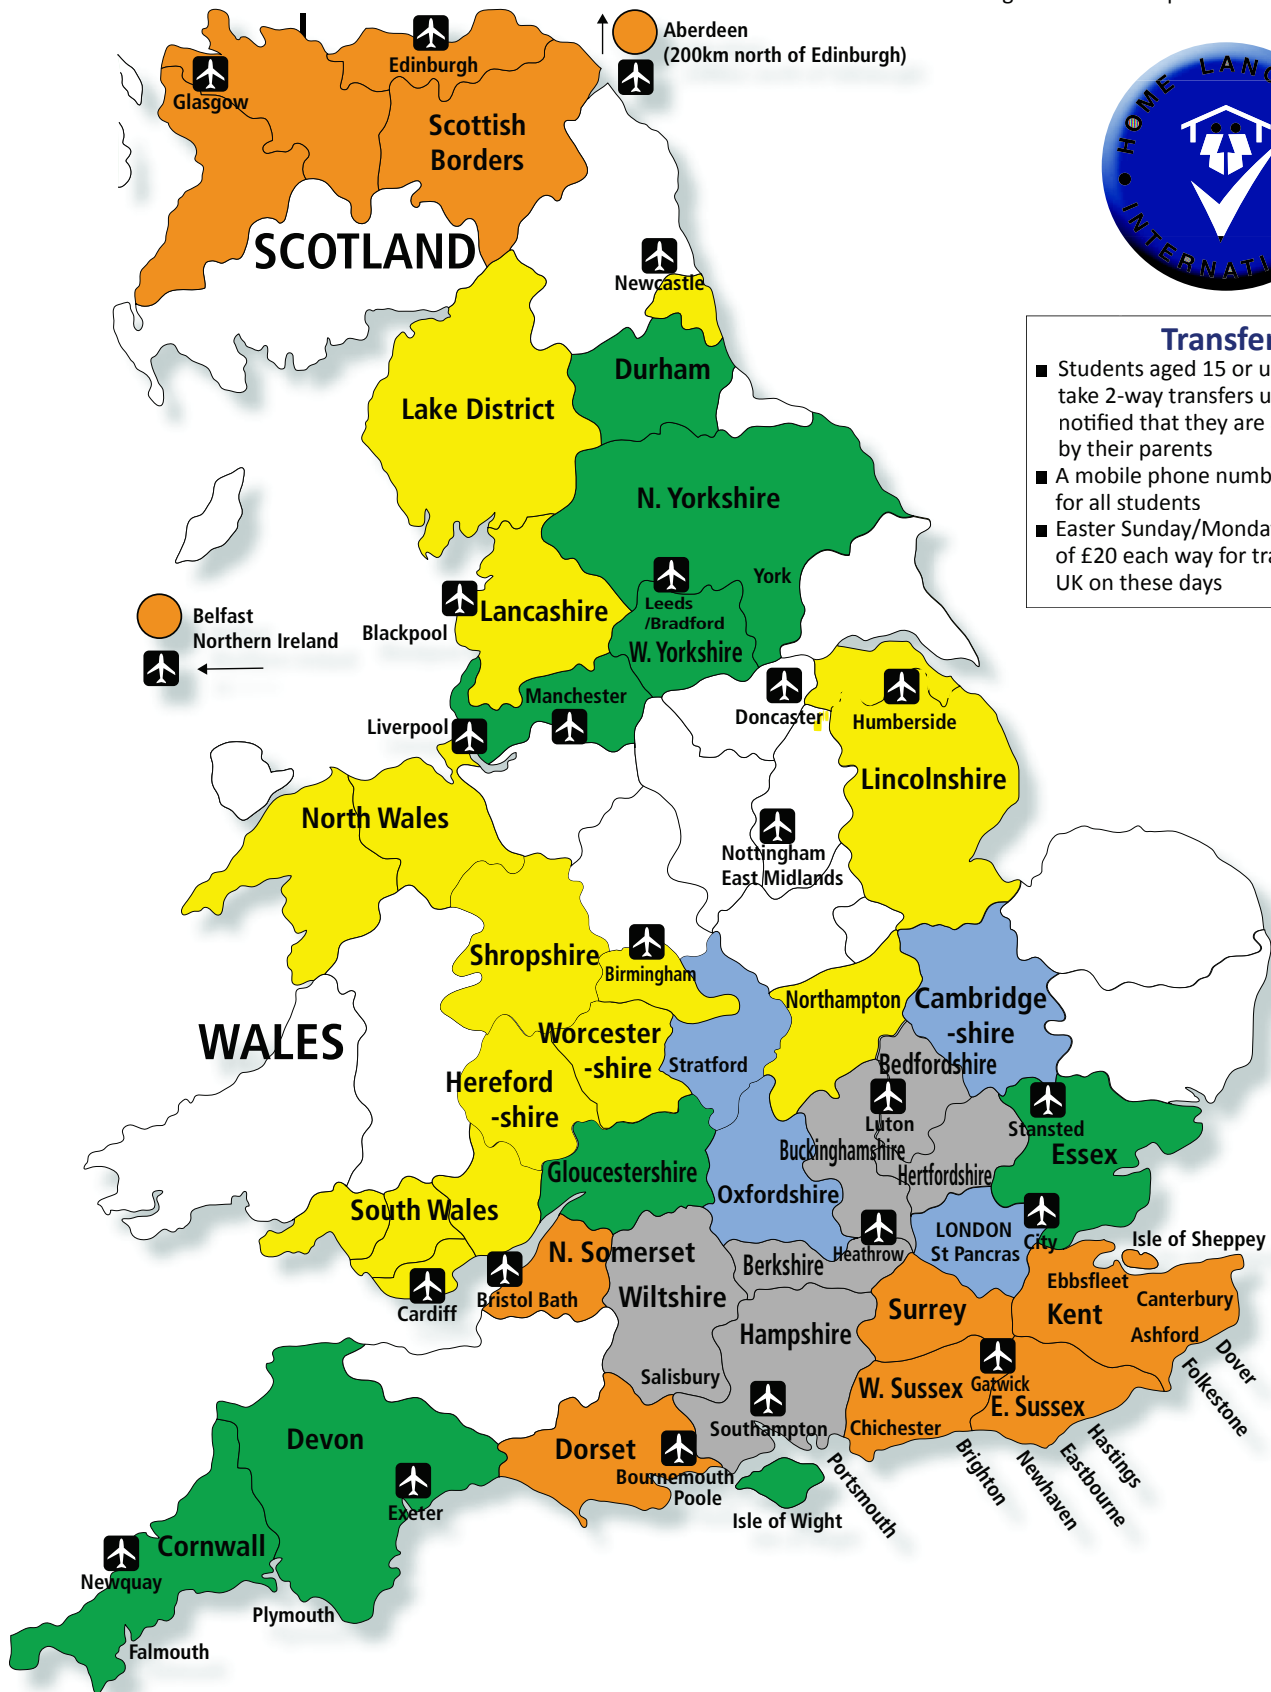 Aberdeen
(200km north of Edinburgh)
Edinburgh
Glasgow
Scottish
Borders
SCOTLAND
HOME
INTERNATI
Newcastle
Durham
Lake District
N. Yorkshire
York
Leeds
/Bradford
W. Yorkshire
Lancashire
Blackpool
Belfast
Northern Ireland
Manchester
Liverpool
Doncaster
Humberside
Lincolnshire
North Wales
Nottingham
East Midlands
Shropshire
Birmingham
Northampton
Cambridge
-shire
WALES
Worcester
-shire
Stratford
Bedfordshire
Hereford
-shire
Luton
Stansted
Essex
Buckinghamshire
Hertfordshire
Gloucestershire
Oxfordshire
South Wales
LONDON
St Pancras
City
Heathrow
Isle of Sheppey
N. Somerset
Berkshire
Ebbsfleet
Canterbury
Kent
Ashford
Dover
Folkestone
Cardiff
Bristol Bath
Wiltshire
Surrey
Hampshire
Salisbury
W. Sussex
Gatwick
E. Sussex
Chichester
Southampton
Devon
Dorset
Bournemouth
Poole
Isle of Wight
Portsmouth
Brighton
Newhaven
Eastbourne
Hastings
Exeter
Cornwall
Newquay
Plymouth
Falmouth
Transfer
■ Students aged 15 or u
take 2-way transfers u
notified that they are
by their parents
■ A mobile phone numb
for all students
■ Easter Sunday/Monda
of £20 each way for tra
UK on these days